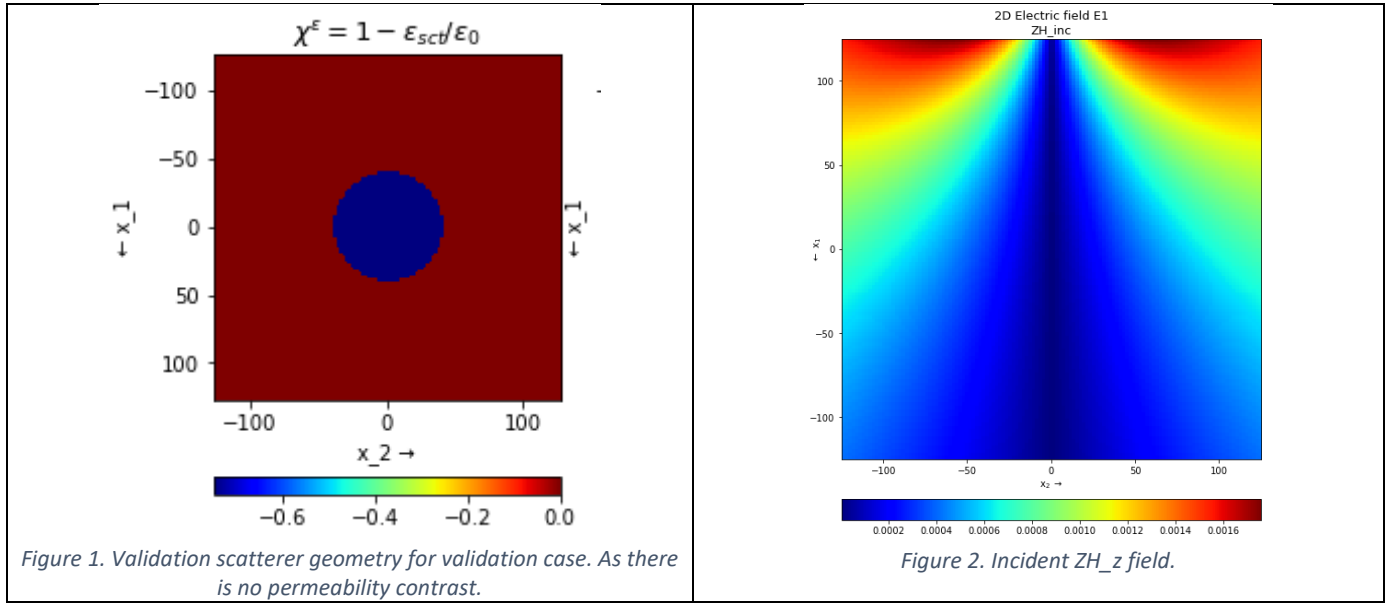 χ^ε = 1 − ε_sct/ε_0
−100
−50
0
50
100
← x_1
← x_1
-
−100 0 100
x_2 →
−0.6 −0.4 −0.2 0.0
Figure 1. Validation scatterer geometry for validation case. As there
is no permeability contrast.
2D Electric field E1
ZH_inc
100
50
0
−50
−100
← x₁
−100 −50 0 50 100
x₂ →
0.0002 0.0004 0.0006 0.0008 0.0010 0.0012 0.0014 0.0016
Figure 2. Incident ZH_z field.